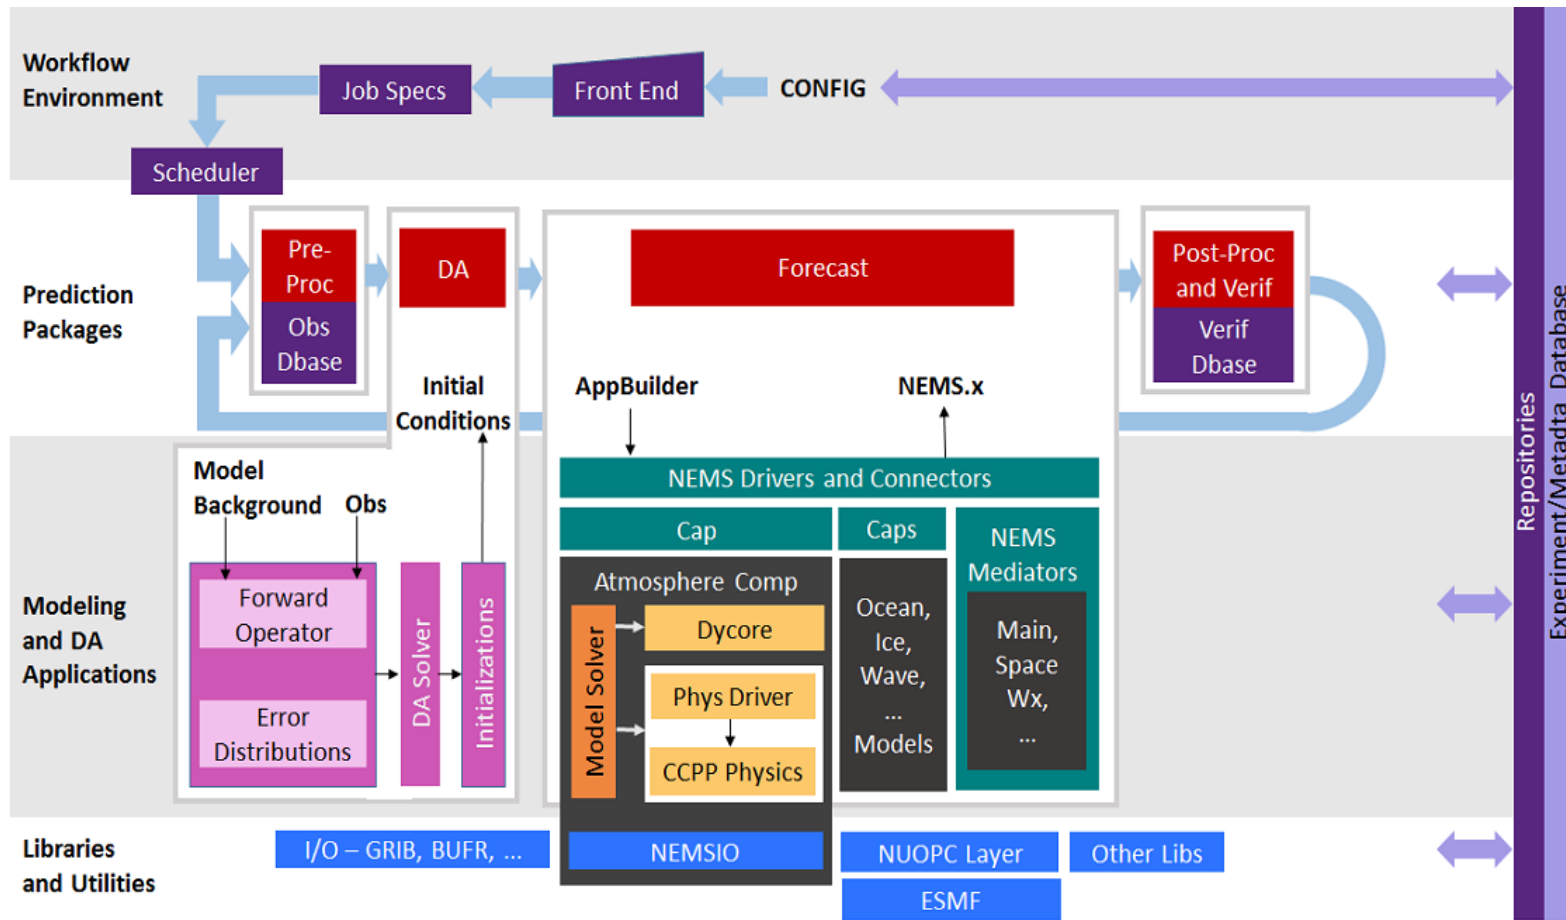 Workflow
Environment
Job Specs
Front End
CONFIG
Scheduler
Prediction
Packages
Pre-
Proc
Obs
Dbase
DA
Forecast
Post-Proc
and Verif
Verif
Dbase
Initial
Conditions
AppBuilder
NEMS.x
Modeling
and DA
Applications
Model
Background
Obs
Forward
Operator
Error
Distributions
DA Solver
Initializations
NEMS Drivers and Connectors
Cap
Caps
NEMS
Mediators
Atmosphere Comp
Model Solver
Dycore
Phys Driver
CCPP Physics
Ocean,
Ice,
Wave,
...
Models
Main,
Space
Wx,
...
Libraries
and Utilities
I/O – GRIB, BUFR, ...
NEMSIO
NUOPC Layer
ESMF
Other Libs
Repositories
Experiment/Metadta Database